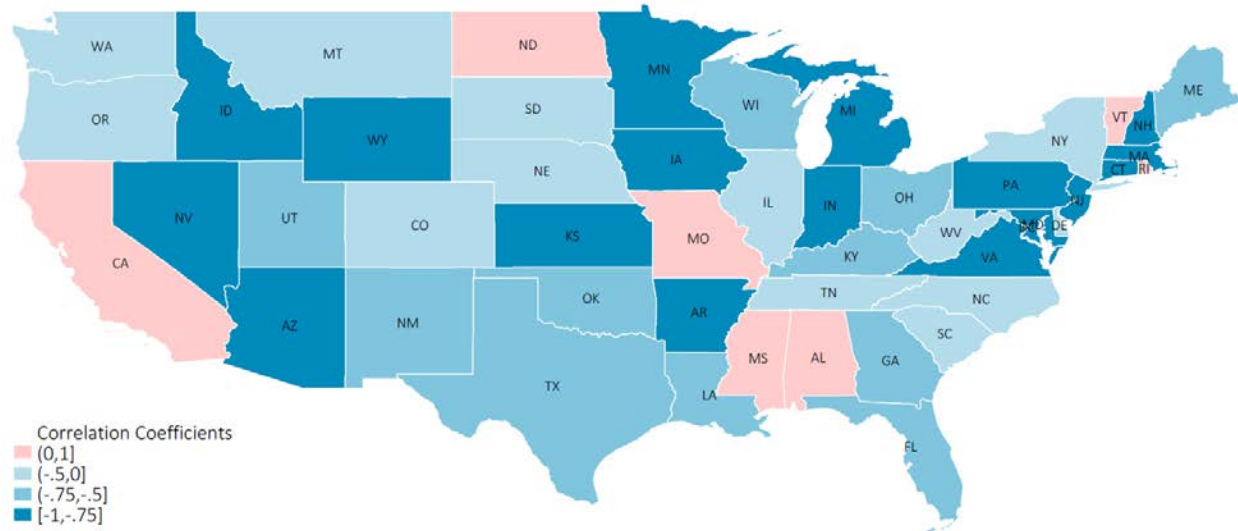 WA
MT
ND
MN
ME
WI
VT
NH
OR
ID
SD
MI
NY
WY
MA
IA
CT
RI
NE
PA
NV
UT
IL
IN
OH
NJ
CO
MD
DE
KS
MO
WV
CA
KY
VA
OK
TN
NC
AZ
NM
AR
SC
MS
AL
GA
TX
LA
FL
Correlation Coefficients
(0,1]
(-.5,0]
(-.75,-.5]
[-1,-.75]